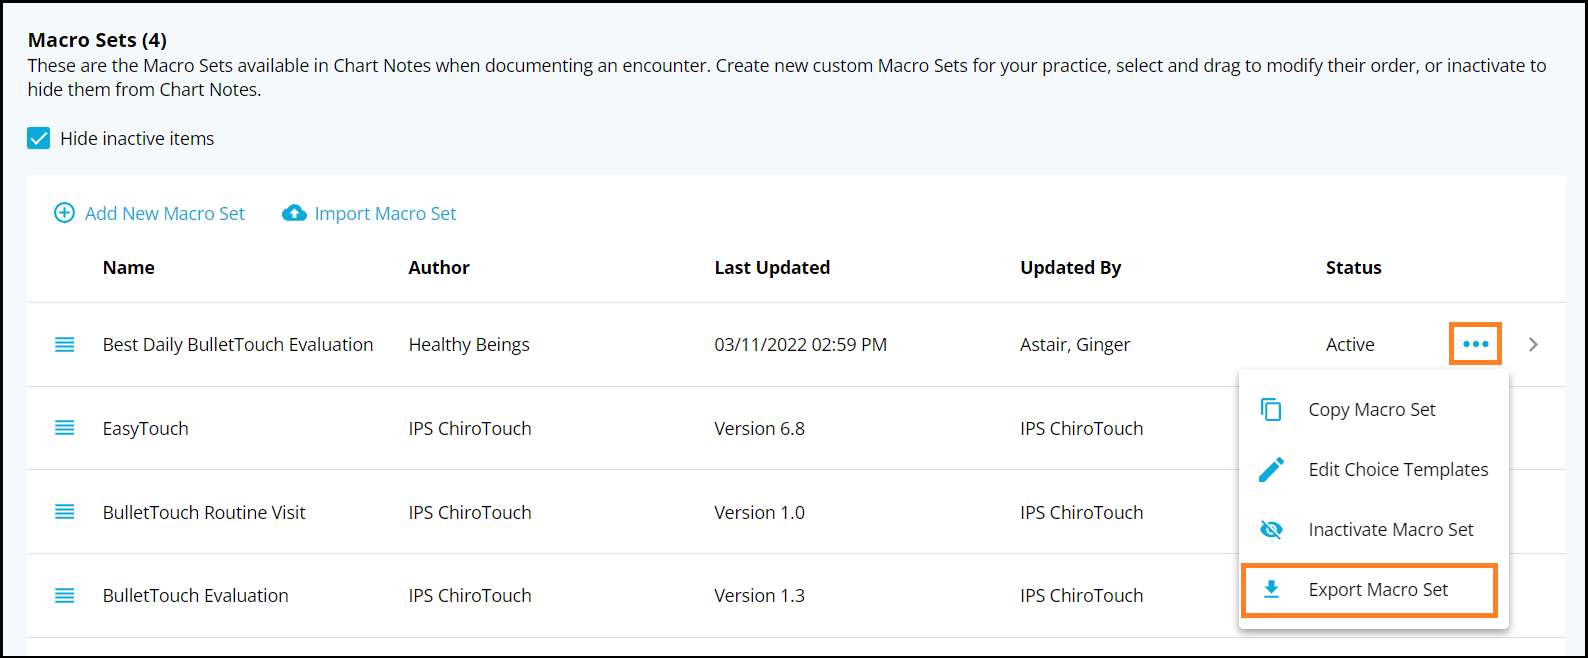 Macro Sets (4)
These are the Macro Sets available in Chart Notes when documenting an encounter. Create new custom Macro Sets for your practice, select and drag to modify their order, or inactivate to
hide them from Chart Notes.
Hide inactive items
Add New Macro Set Import Macro Set
Name Author Last Updated Updated By Status
Best Daily BulletTouch Evaluation Healthy Beings 03/11/2022 02:59 PM Astair, Ginger Active
Copy Macro Set
EasyTouch IPS ChiroTouch Version 6.8 IPS ChiroTouch
Edit Choice Templates
BulletTouch Routine Visit IPS ChiroTouch Version 1.0 IPS ChiroTouch
Inactivate Macro Set
BulletTouch Evaluation IPS ChiroTouch Version 1.3 IPS ChiroTouch
Export Macro Set